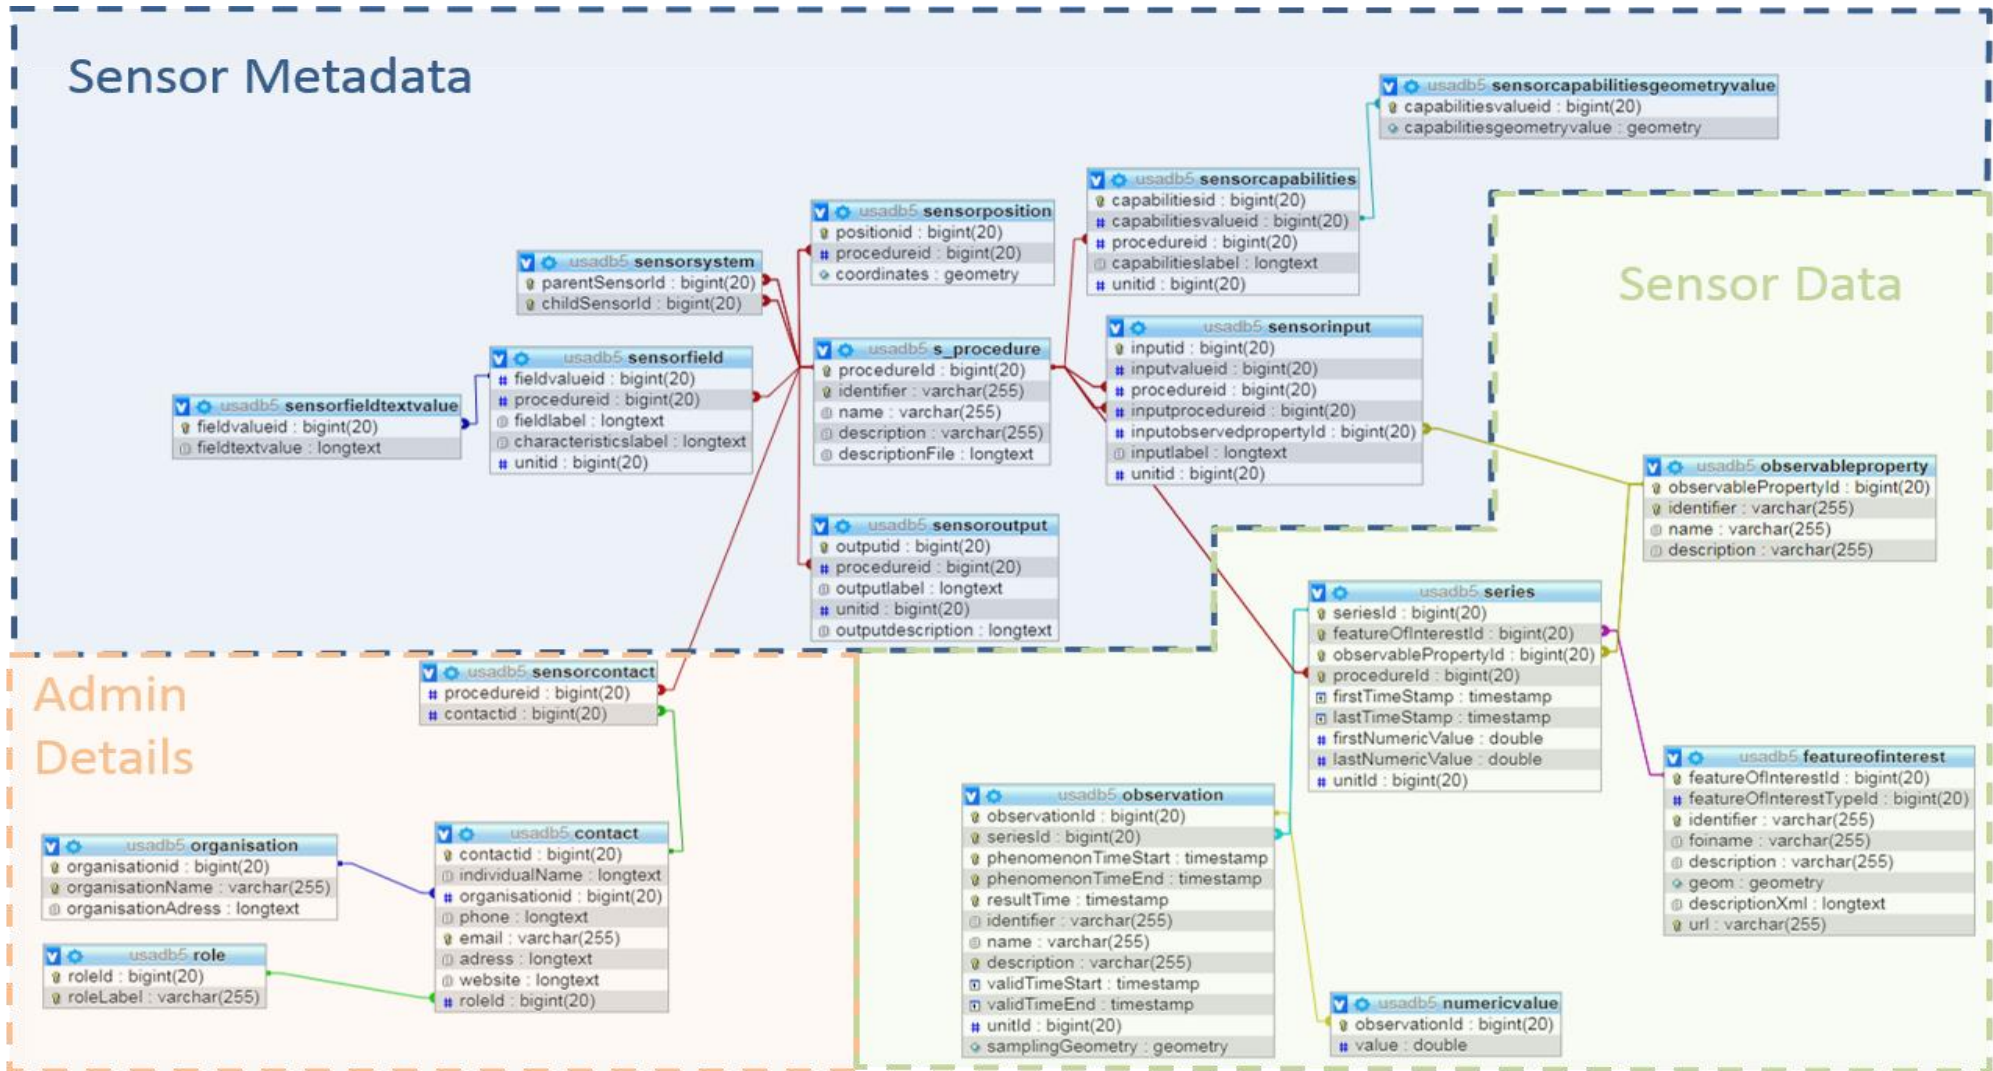 Sensor Metadata
usadb5 sensorcapabilitiesgeometryvalue
capabilitiesvalueid : bigint(20)
capabilitiesgeometryvalue : geometry
usadb5 sensorcapabilities
capabilitiesid : bigint(20)
# capabilitiesvalueid : bigint(20)
# procedureid : bigint(20)
capabilitieslabel : longtext
# unitid : bigint(20)
usadb5 sensorposition
positionid : bigint(20)
# procedureid : bigint(20)
coordinates : geometry
usadb5 sensorsystem
parentSensorId : bigint(20)
childSensorId : bigint(20)
Sensor Data
usadb5 sensorinput
inputid : bigint(20)
# inputvalueid : bigint(20)
# procedureid : bigint(20)
# inputprocedureid : bigint(20)
# inputobservedpropertyId : bigint(20)
inputlabel : longtext
# unitid : bigint(20)
usadb5 s_procedure
procedureId : bigint(20)
identifier : varchar(255)
name : varchar(255)
description : varchar(255)
descriptionFile : longtext
usadb5 sensorfield
# fieldvalueid : bigint(20)
# procedureid : bigint(20)
fieldlabel : longtext
characteristicslabel : longtext
# unitid : bigint(20)
usadb5 sensorfieldtextvalue
fieldvalueid : bigint(20)
fieldtextvalue : longtext
usadb5 observableproperty
observablePropertyId : bigint(20)
identifier : varchar(255)
name : varchar(255)
description : varchar(255)
usadb5 sensoroutput
outputid : bigint(20)
# procedureid : bigint(20)
outputlabel : longtext
# unitid : bigint(20)
outputdescription : longtext
usadb5 series
seriesId : bigint(20)
featureOfInterestId : bigint(20)
observablePropertyId : bigint(20)
procedureId : bigint(20)
firstTimeStamp : timestamp
lastTimeStamp : timestamp
# firstNumericValue : double
# lastNumericValue : double
# unitId : bigint(20)
Admin
Details
usadb5 sensorcontact
# procedureid : bigint(20)
# contactid : bigint(20)
usadb5 featureofinterest
featureOfInterestId : bigint(20)
# featureOfInterestTypeId : bigint(20)
identifier : varchar(255)
foiname : varchar(255)
description : varchar(255)
geom : geometry
descriptionXml : longtext
url : varchar(255)
usadb5 observation
observationId : bigint(20)
seriesId : bigint(20)
phenomenonTimeStart : timestamp
phenomenonTimeEnd : timestamp
resultTime : timestamp
identifier : varchar(255)
name : varchar(255)
description : varchar(255)
validTimeStart : timestamp
validTimeEnd : timestamp
# unitId : bigint(20)
samplingGeometry : geometry
usadb5 contact
contactid : bigint(20)
individualName : longtext
# organisationid : bigint(20)
phone : longtext
email : varchar(255)
adress : longtext
website : longtext
# roleId : bigint(20)
usadb5 organisation
organisationid : bigint(20)
organisationName : varchar(255)
organisationAdress : longtext
usadb5 role
roleId : bigint(20)
roleLabel : varchar(255)
usadb5 numericvalue
observationId : bigint(20)
# value : double